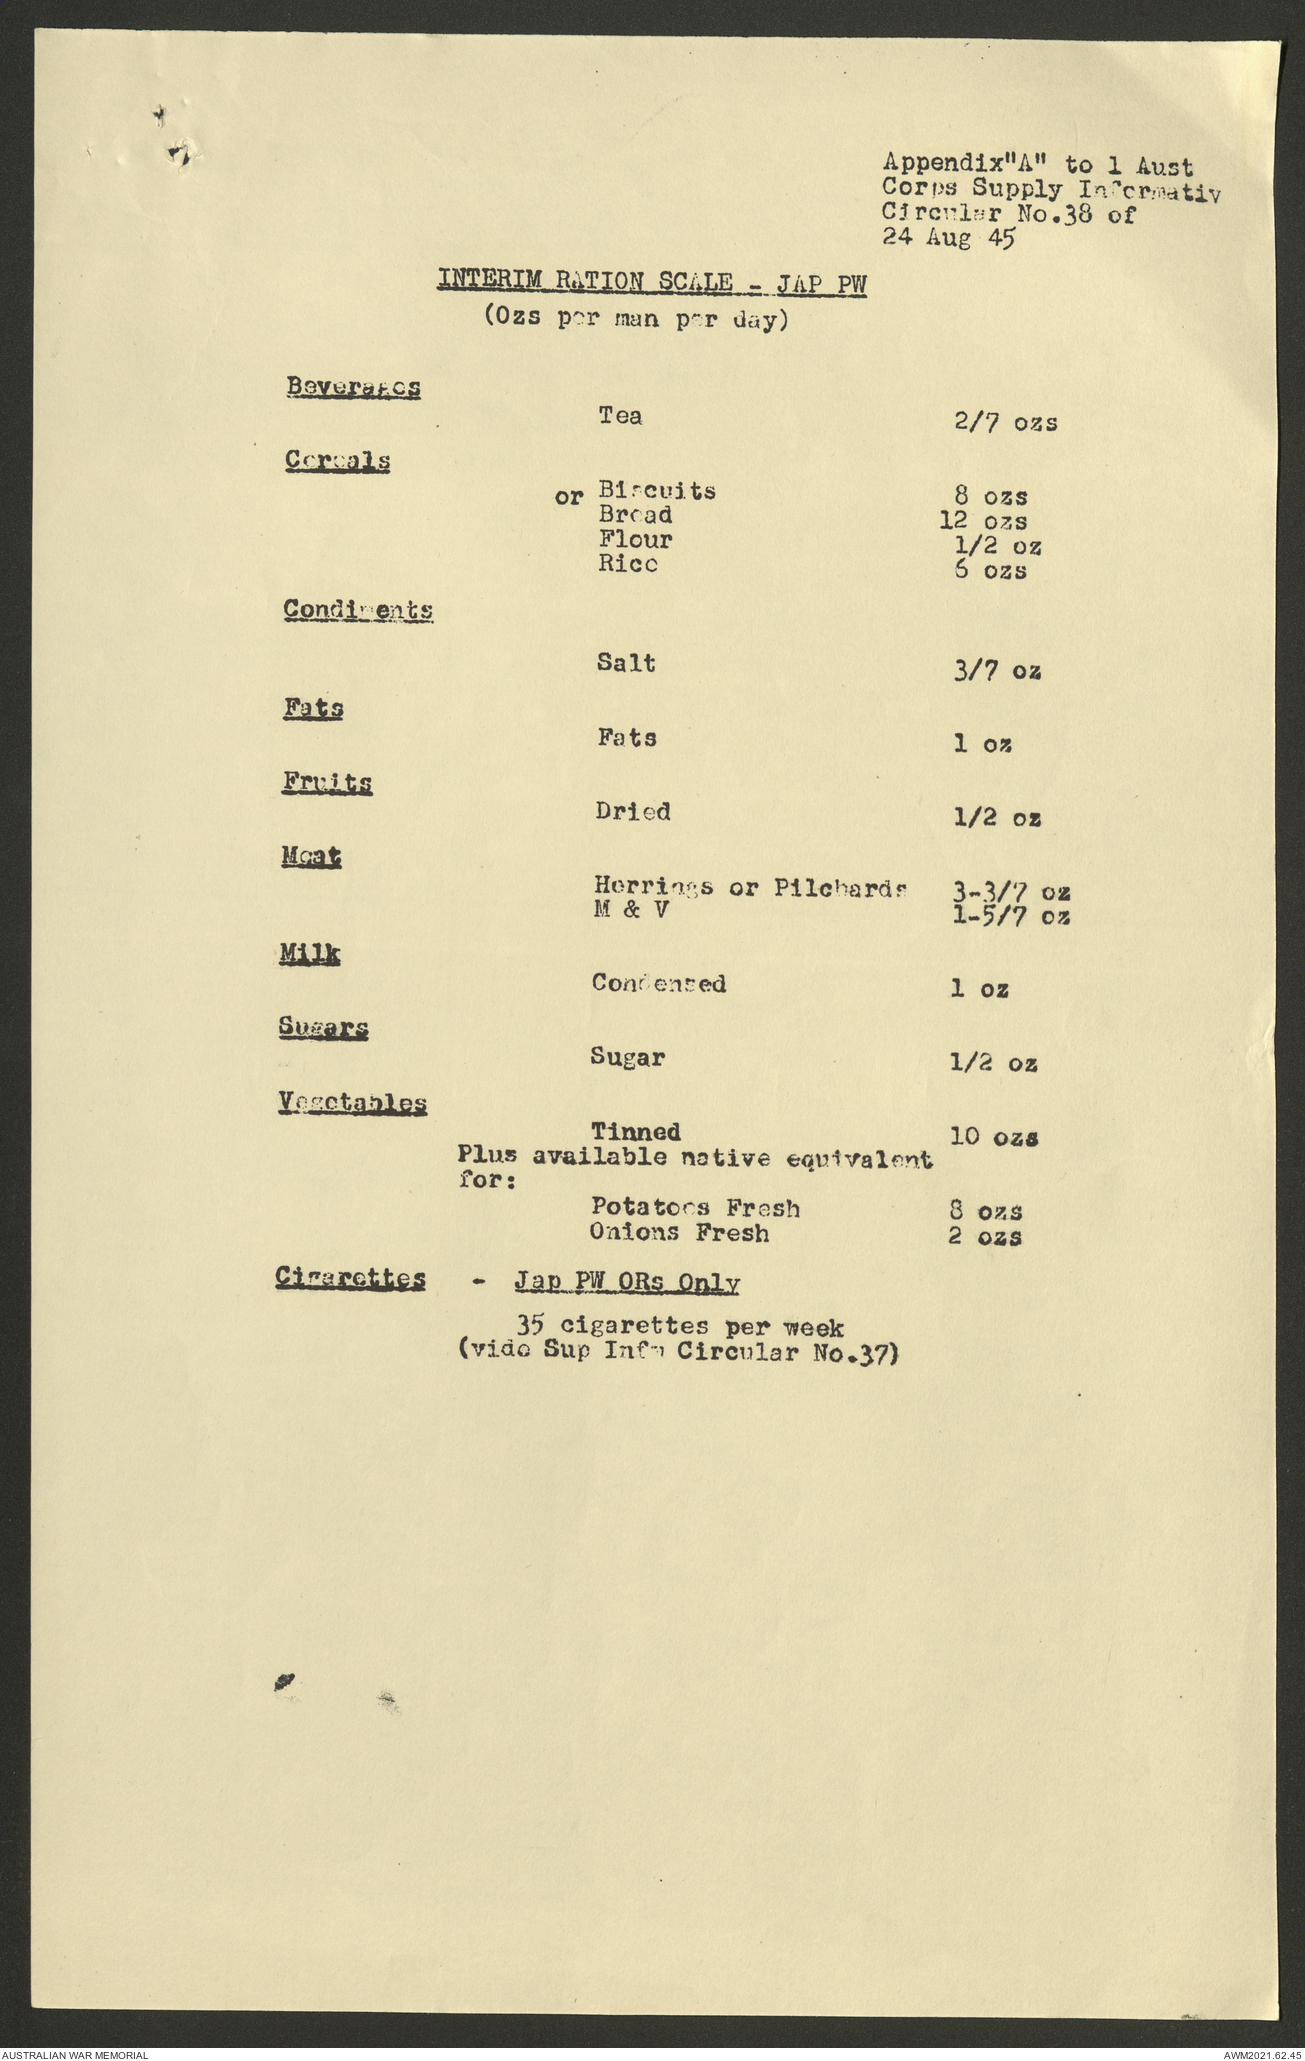 Appendix"A" to 1 Aust
Corps Supply Informativ
Circular No.38 of
24 Aug 45
INTERIM RATION SCALE - JAP PW
(Ozs per man per day)
Beverages
Tea 2/7 ozs
Cereals
or Biscuits 8 ozs
Bread 12 ozs
Flour 1/2 oz
Rice 6 ozs
Condiments
Salt 3/7 oz
Fats
Fats 1 oz
Fruits
Dried 1/2 oz
Meat
Herrings or Pilchards 3-3/7 oz
M & V 1-5/7 oz
Milk
Condensed 1 oz
Sugars
Sugar 1/2 oz
Vegetables
Tinned 10 ozs
Plus available native equivalent
for:
Potatoes Fresh 8 ozs
Onions Fresh 2 ozs
Cigarettes - Jap PW ORs Only
35 cigarettes per week
(vide Sup Infm Circular No.37)
AUSTRALIAN WAR MEMORIAL AWM2021.62.45